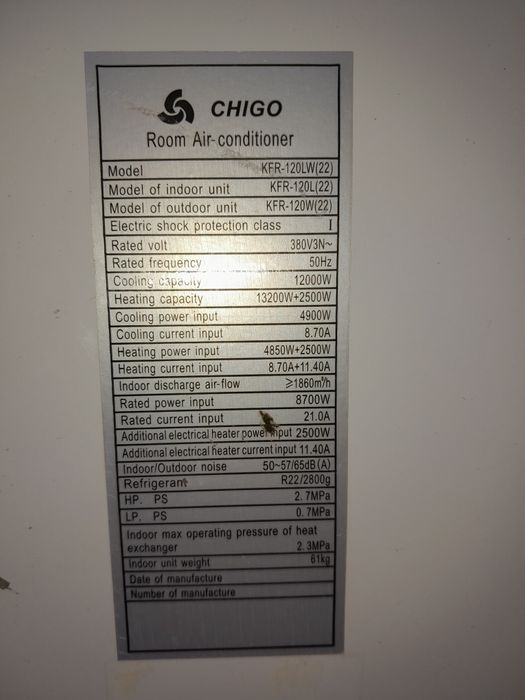 CHIGO
Room Air-conditioner
Model KFR-120LW(22)
Model of indoor unit KFR-120L(22)
Model of outdoor unit KFR-120W(22)
Electric shock protection class I
Rated volt 380V3N~
Rated frequency 50Hz
Cooling capacity 12000W
Heating capacity 13200W+2500W
Cooling power input 4900W
Cooling current input 8.70A
Heating power input 4850W+2500W
Heating current input 8.70A+11.40A
Indoor discharge air-flow ≥1860m³/h
Rated power input 8700W
Rated current input 21.0A
Additional electrical heater power input 2500W
Additional electrical heater current input 11.40A
Indoor/Outdoor noise 50~57/65dB(A)
Refrigerant R22/2800g
HP. PS 2.7MPa
LP. PS 0.7MPa
Indoor max operating pressure of heat
exchanger 2.3MPa
Indoor unit weight 61kg
Date of manufacture
Number of manufacture